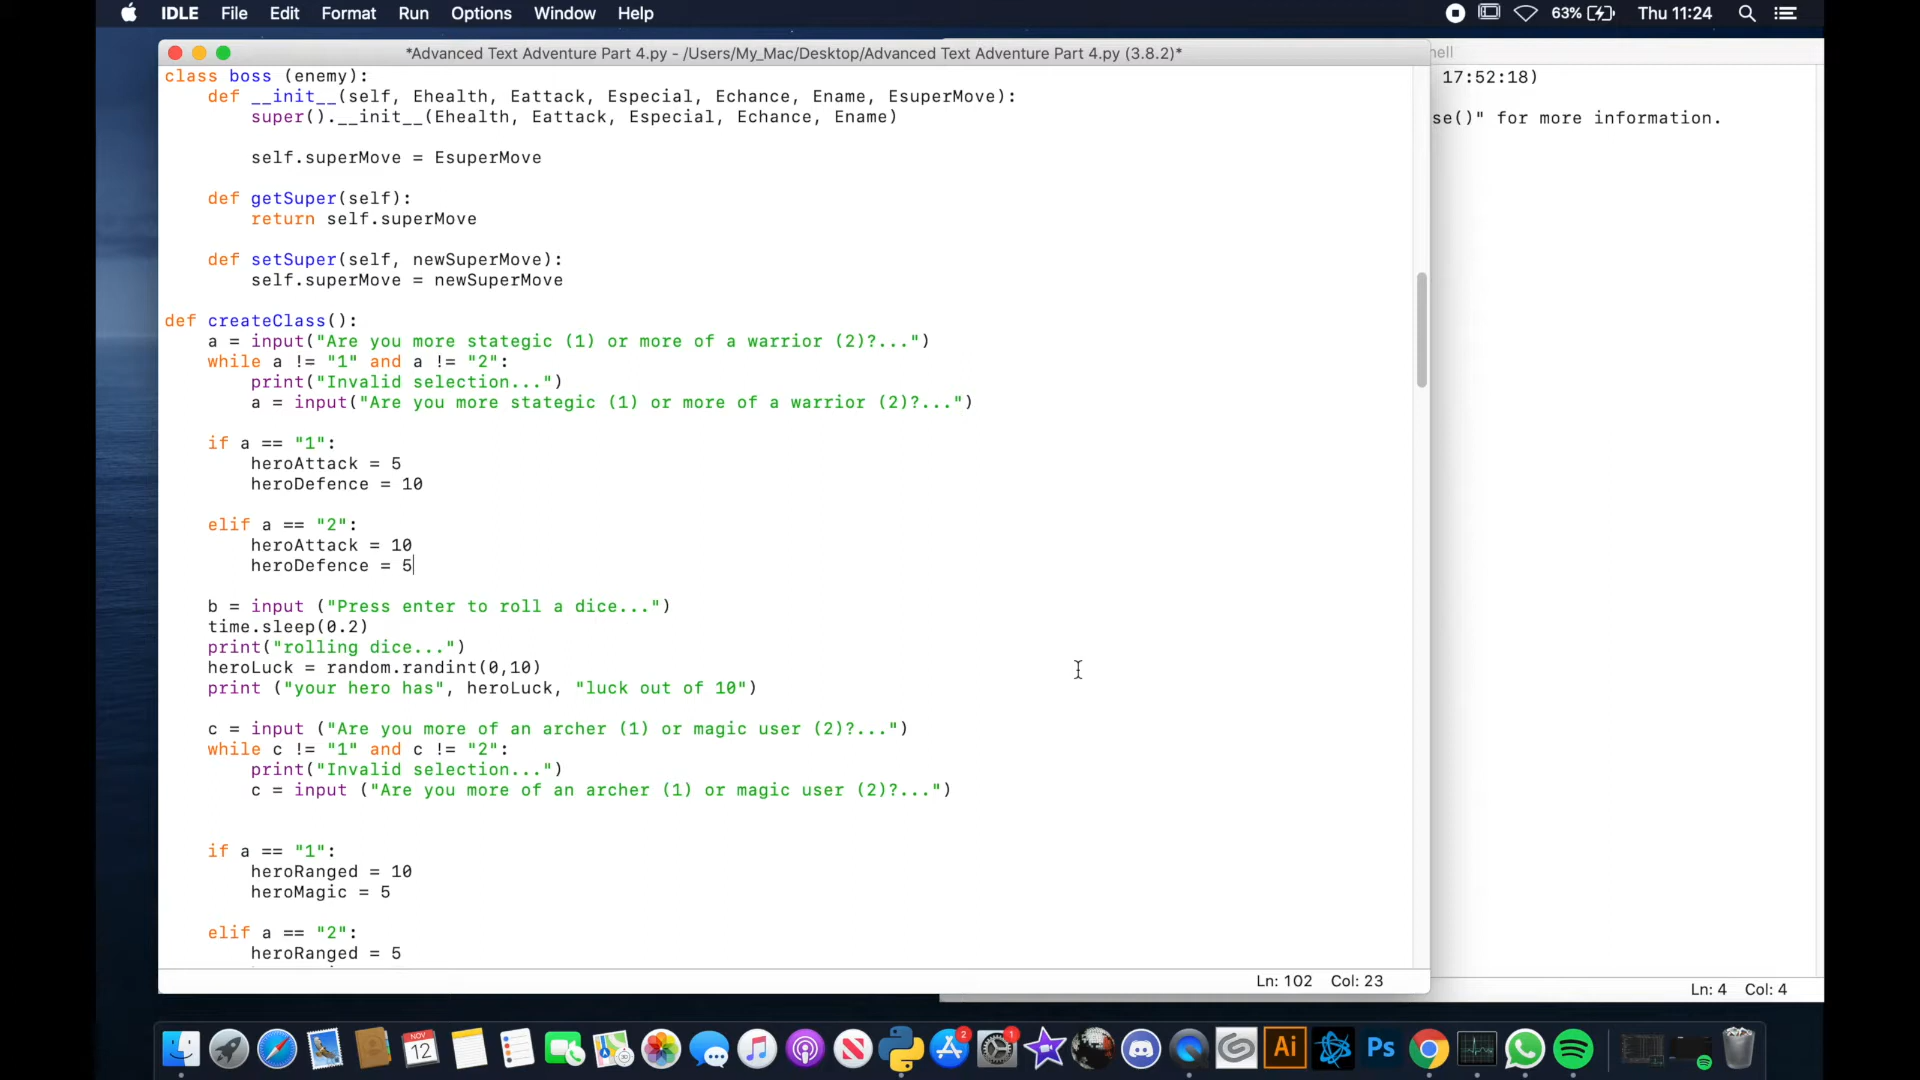 IDLE File Edit Format Run Options Window Help 63% Thu 11:24
*Advanced Text Adventure Part 4.py - /Users/My_Mac/Desktop/Advanced Text Adventure Part 4.py (3.8.2)*
class boss (enemy):
def __init__(self, Ehealth, Eattack, Especial, Echance, Ename, EsuperMove):
super().__init__(Ehealth, Eattack, Especial, Echance, Ename)
self.superMove = EsuperMove
def getSuper(self):
return self.superMove
def setSuper(self, newSuperMove):
self.superMove = newSuperMove
def createClass():
a = input("Are you more stategic (1) or more of a warrior (2)?...")
while a != "1" and a != "2":
print("Invalid selection...")
a = input("Are you more stategic (1) or more of a warrior (2)?...")
if a == "1":
heroAttack = 5
heroDefence = 10
elif a == "2":
heroAttack = 10
heroDefence = 5
b = input ("Press enter to roll a dice...")
time.sleep(0.2)
print("rolling dice...")
heroLuck = random.randint(0,10)
print ("your hero has", heroLuck, "luck out of 10")
c = input ("Are you more of an archer (1) or magic user (2)?...")
while c != "1" and c != "2":
print("Invalid selection...")
c = input ("Are you more of an archer (1) or magic user (2)?...")
if a == "1":
heroRanged = 10
heroMagic = 5
elif a == "2":
heroRanged = 5
Ln: 102 Col: 23
ell
17:52:18)
se()" for more information.
Ln: 4 Col: 4
NOV
12
3D
2
1
Ai
Ps